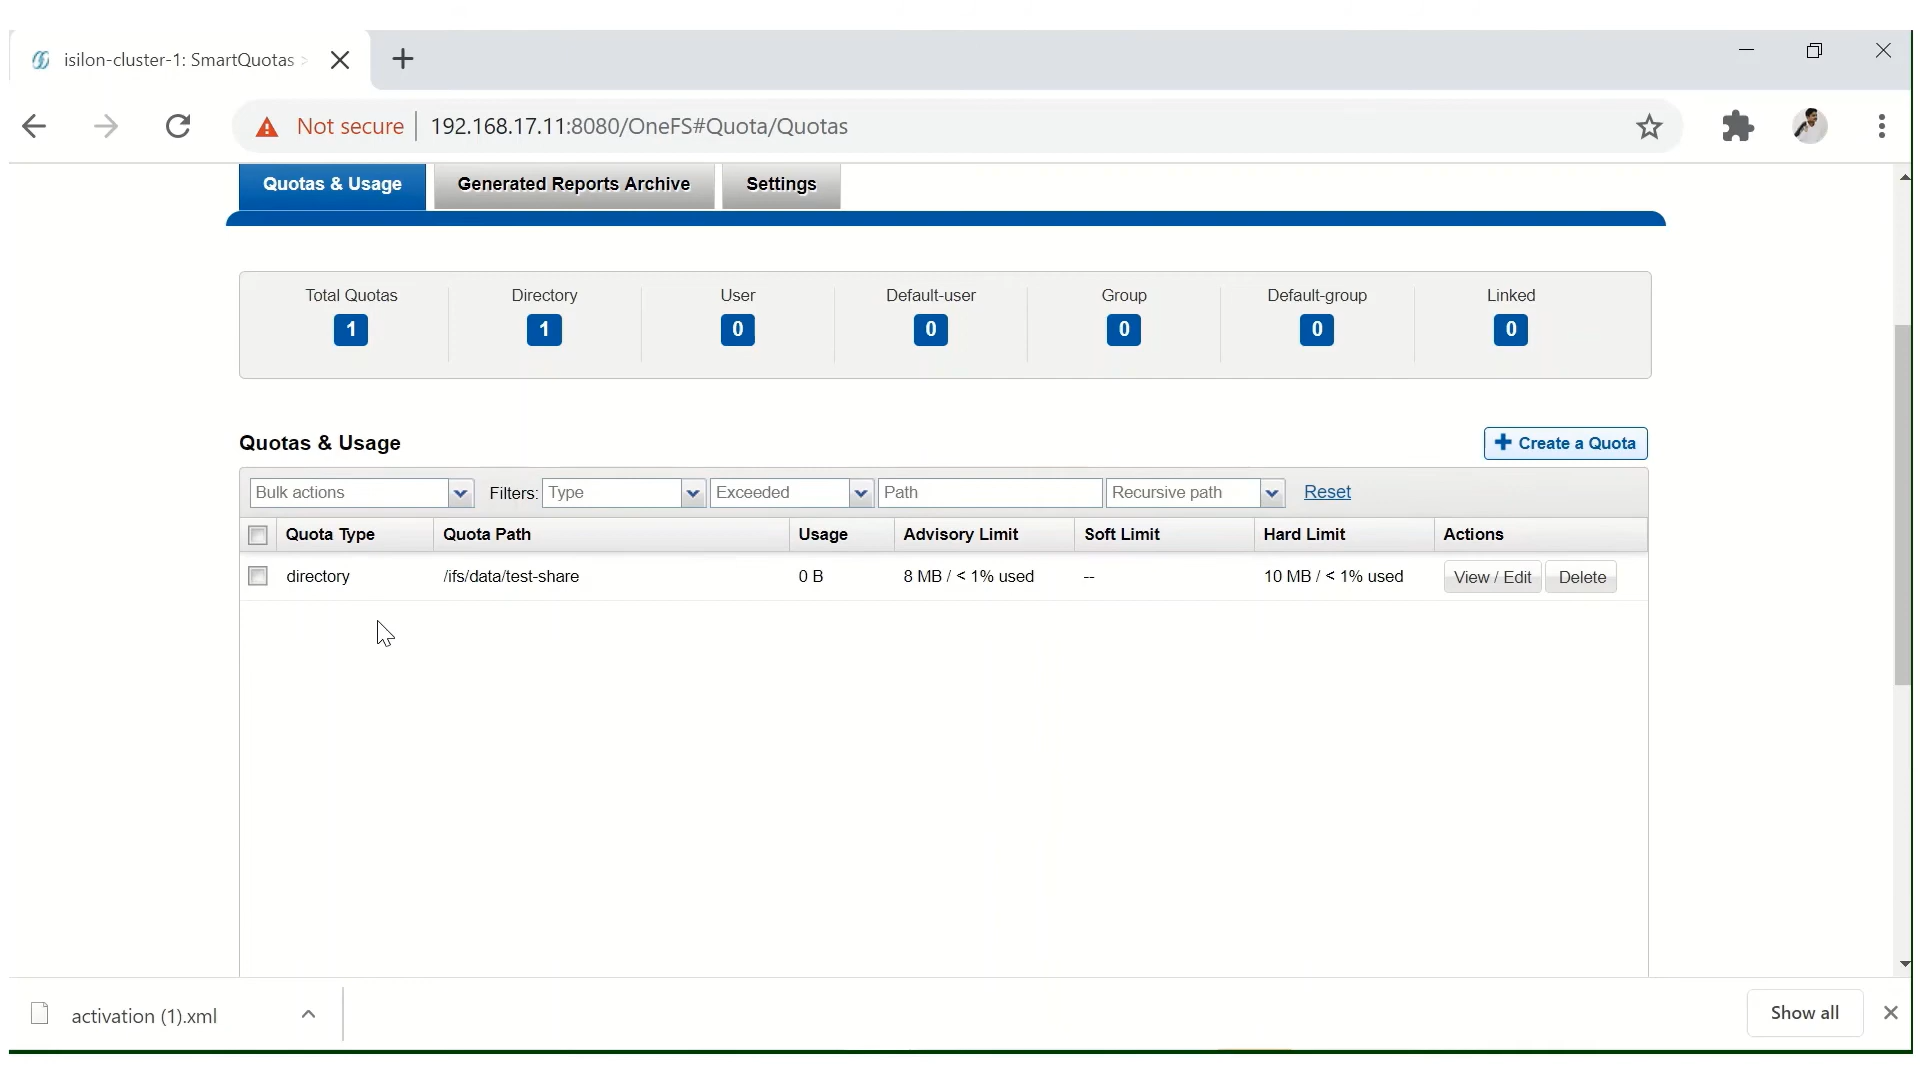 isilon-cluster-1: SmartQuotas >
Not secure 192.168.17.11:8080/OneFS#Quota/Quotas
Quotas & Usage Generated Reports Archive Settings
Total Quotas Directory User Default-user Group Default-group Linked
1 1 0 0 0 0 0
Quotas & Usage + Create a Quota
Bulk actions Filters: Type Exceeded Path Recursive path Reset
Quota Type Quota Path Usage Advisory Limit Soft Limit Hard Limit Actions
directory /ifs/data/test-share 0 B 8 MB / < 1% used -- 10 MB / < 1% used View / Edit Delete
activation (1).xml Show all